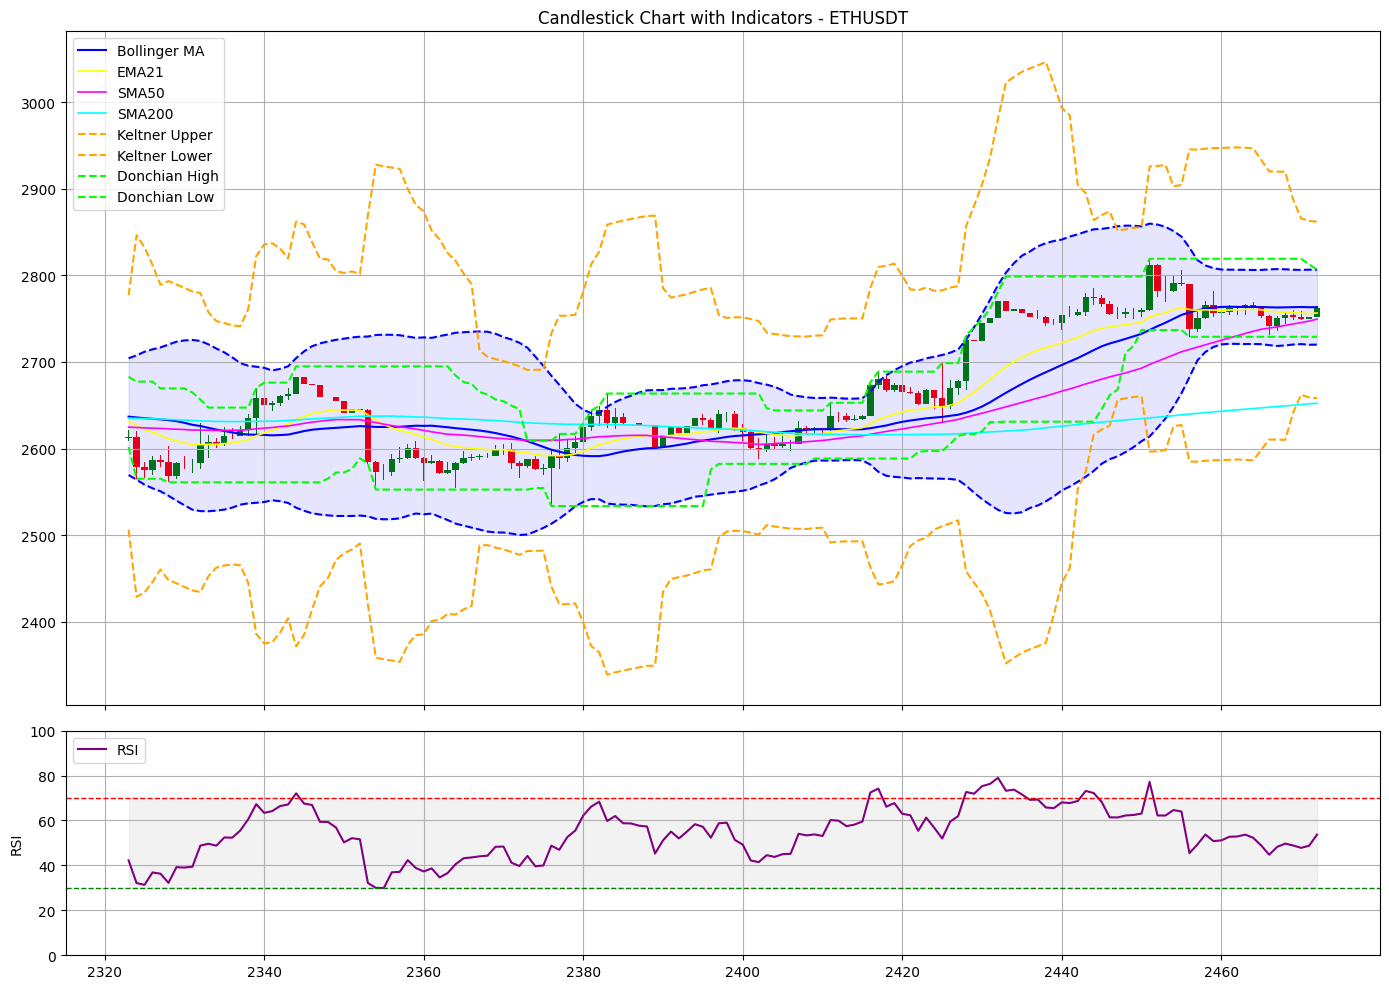 Candlestick Chart with Indicators - ETHUSDT
Bollinger MA
EMA21
SMA50
SMA200
Keltner Upper
Keltner Lower
Donchian High
Donchian Low
3000
2900
2800
2700
2600
2500
2400
RSI
100
80
60
40
20
0
RSI
2320 2340 2360 2380 2400 2420 2440 2460